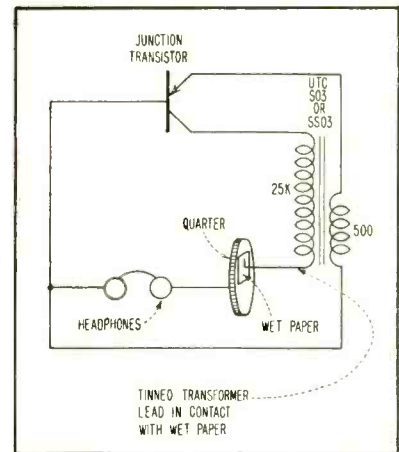 JUNCTION
TRANSISTOR
UTC
SO3
OR
SSO3
25K
500
QUARTER
WET PAPER
HEADPHONES
TINNED TRANSFORMER
LEAD IN CONTACT
WITH WET PAPER